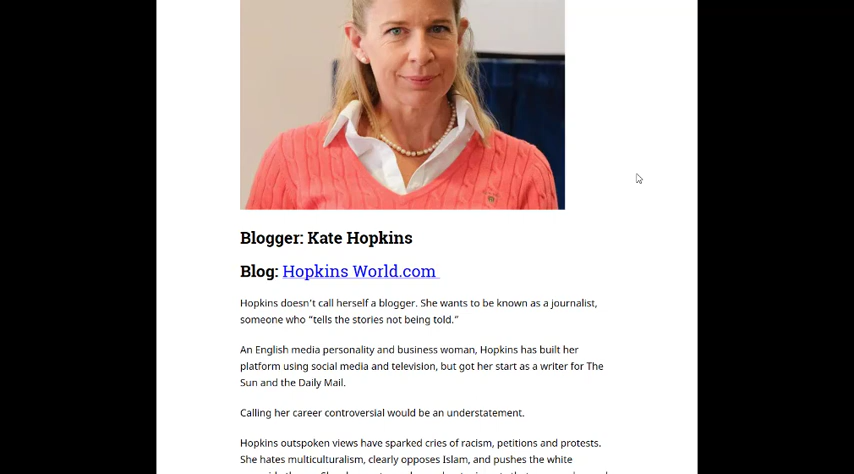 Blogger: Kate Hopkins
Blog: Hopkins World.com
Hopkins doesn't call herself a blogger. She wants to be known as a journalist,
someone who “tells the stories not being told.”
An English media personality and business woman, Hopkins has built her
platform using social media and television, but got her start as a writer for The
Sun and the Daily Mail.
Calling her career controversial would be an understatement.
Hopkins outspoken views have sparked cries of racism, petitions and protests.
She hates multiculturalism, clearly opposes Islam, and pushes the white